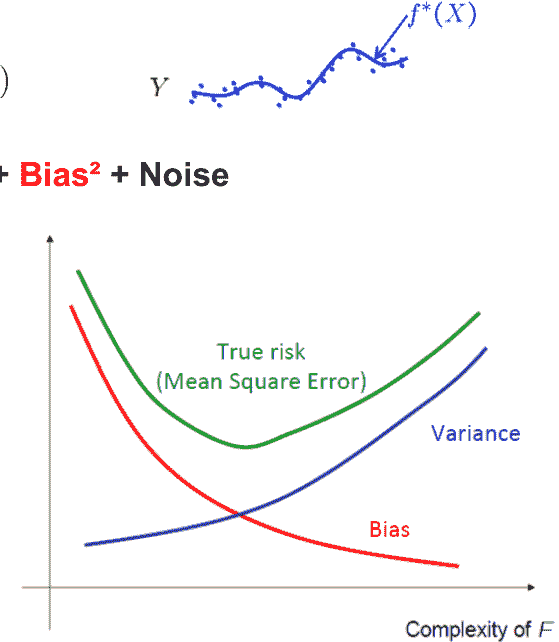 f*(X)
)
Y
+ Bias² + Noise
True risk
(Mean Square Error)
Variance
Bias
Complexity of F